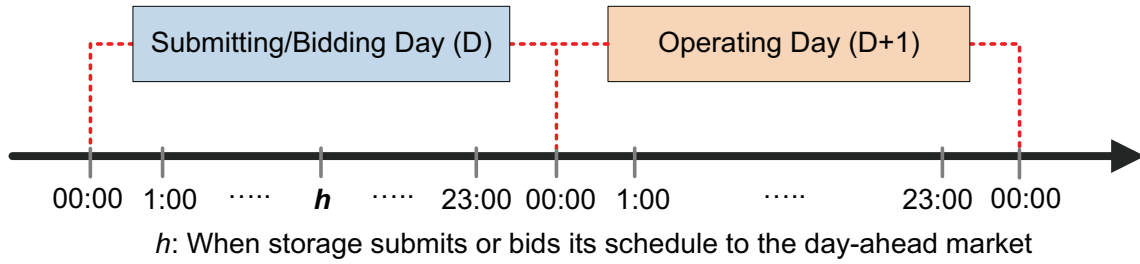 Submitting/Bidding Day (D) Operating Day (D+1)
00:00 1:00 ..... h ..... 23:00 00:00 1:00 ..... 23:00 00:00
h: When storage submits or bids its schedule to the day-ahead market